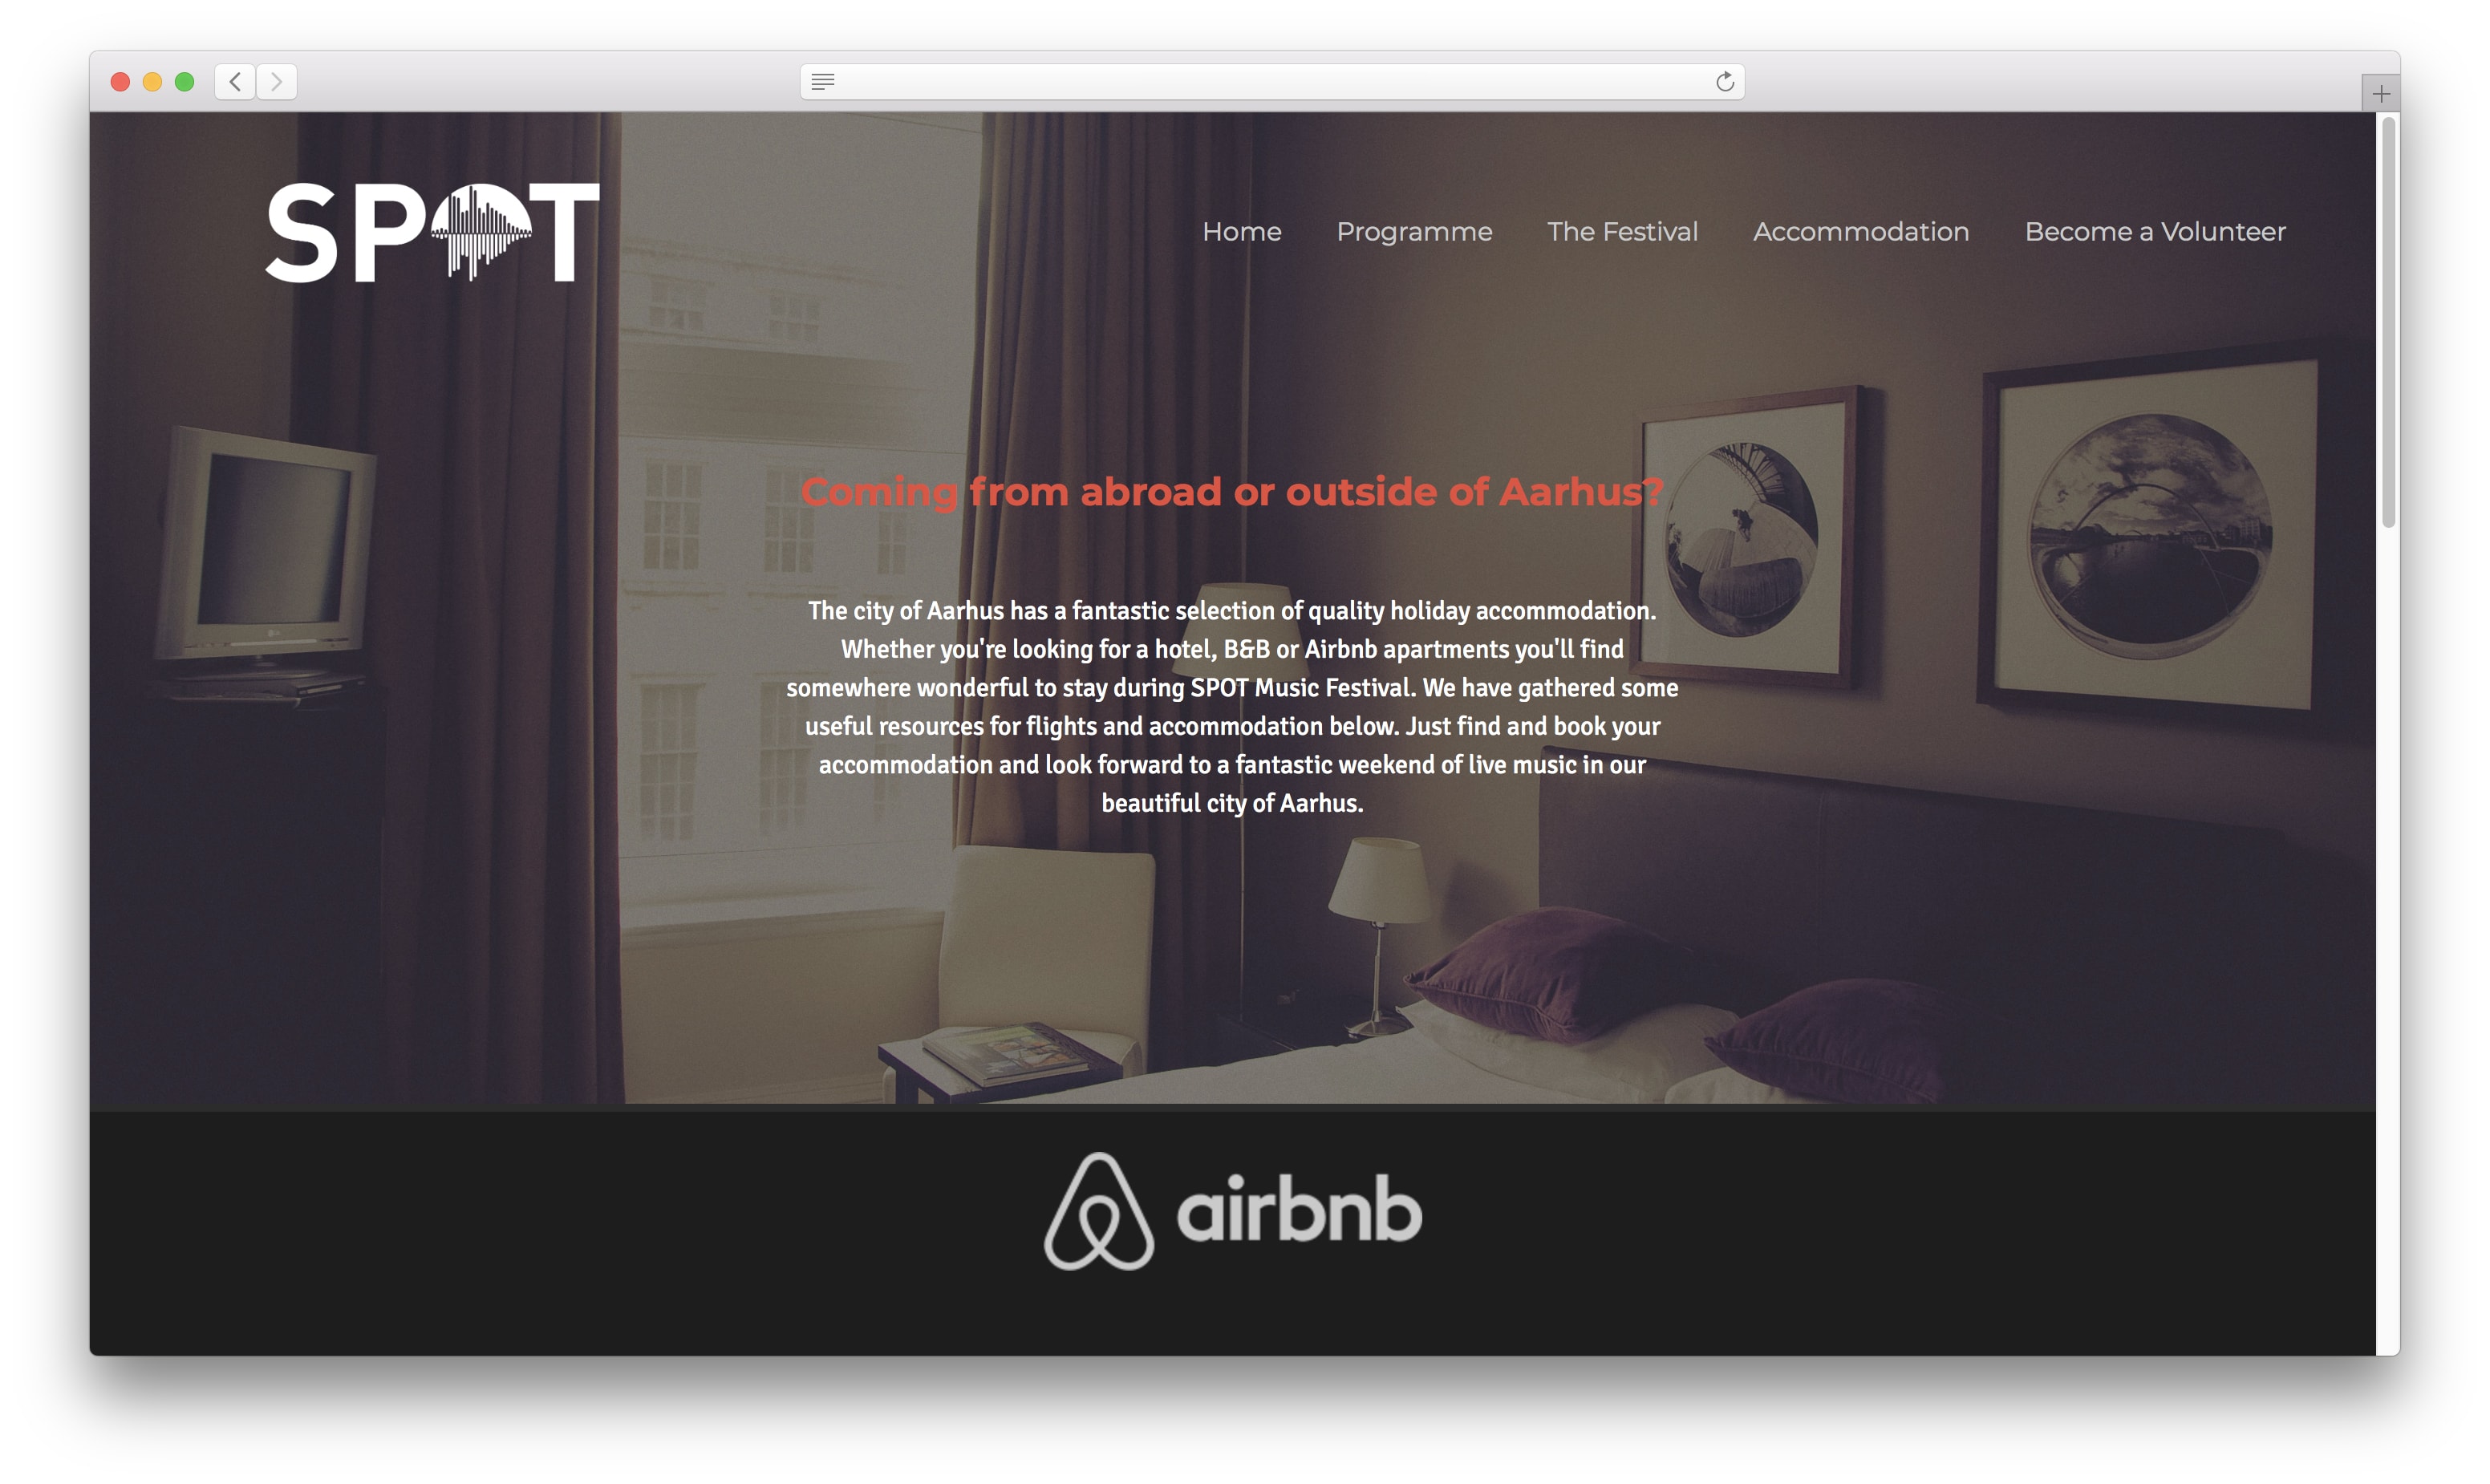 SPOT
Home Programme The Festival Accommodation Become a Volunteer
Coming from abroad or outside of Aarhus?
The city of Aarhus has a fantastic selection of quality holiday accommodation.
Whether you're looking for a hotel, B&B or Airbnb apartments you'll find
somewhere wonderful to stay during SPOT Music Festival. We have gathered some
useful resources for flights and accommodation below. Just find and book your
accommodation and look forward to a fantastic weekend of live music in our
beautiful city of Aarhus.
airbnb